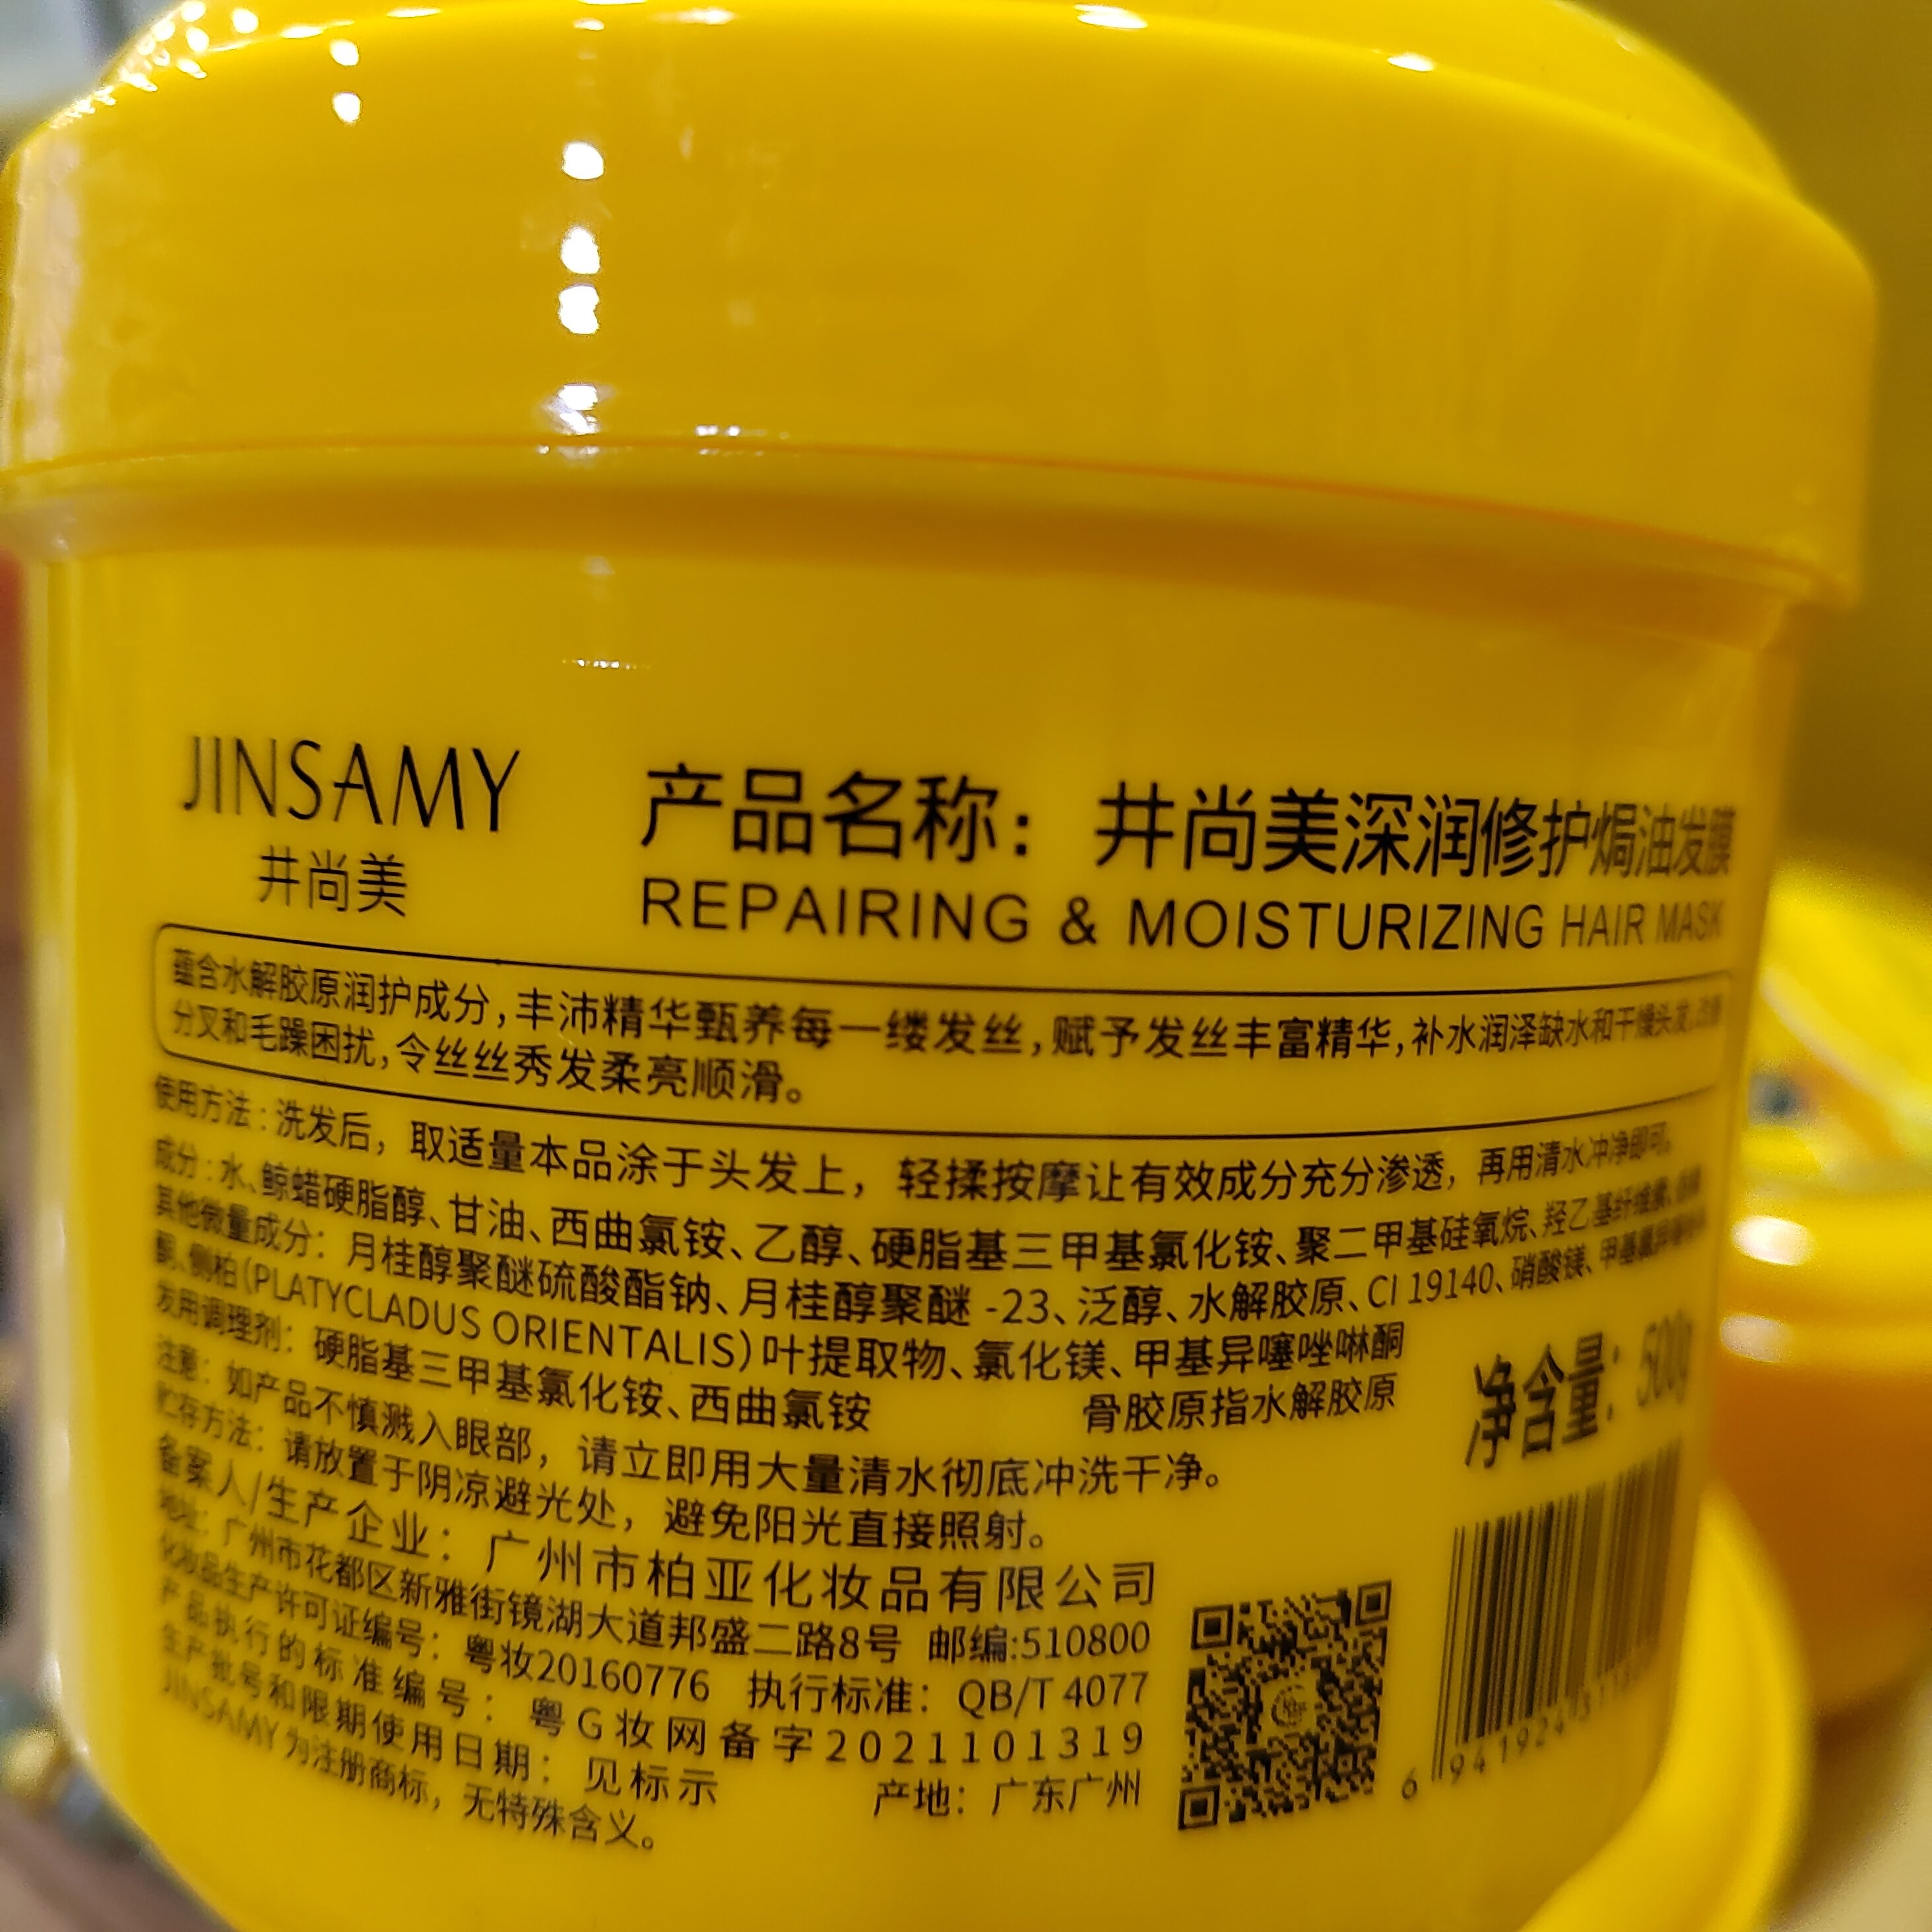 JINSAMY
井尚美
产品名称：井尚美深润修护焗油发膜
REPAIRING & MOISTURIZING HAIR MASK
蕴含水解胶原润护成分，丰沛精华甄养每一缕发丝，赋予发丝丰富精华，补水润泽缺水和干燥头发，改善
分叉和毛躁困扰，令丝丝秀发柔亮顺滑。
使用方法：洗发后，取适量本品涂于头发上，轻揉按摩让有效成分充分渗透，再用清水冲净即可。
成分：水、鲸蜡硬脂醇、甘油、西曲氯铵、乙醇、硬脂基三甲基氯化铵、聚二甲基硅氧烷、羟乙基纤维素、
其他微量成分：月桂醇聚醚硫酸酯钠、月桂醇聚醚 -23、泛醇、水解胶原、CI 19140、硝酸镁、甲基氯异噻唑啉
酮、侧柏（PLATYCLADUS ORIENTALIS）叶提取物、氯化镁、甲基异噻唑啉酮
发用调理剂：硬脂基三甲基氯化铵、西曲氯铵 骨胶原指水解胶原
净含量：500g
注意：如产品不慎溅入眼部，请立即用大量清水彻底冲洗干净。
贮存方法：请放置于阴凉避光处，避免阳光直接照射。
备案人/生产企业：广州市柏亚化妆品有限公司
地址：广州市花都区新雅街镜湖大道邦盛二路8号 邮编:510800
化妆品生产许可证编号：粤妆20160776 执行标准：QB/T 4077
产品执行的标准编号：粤G妆网备字2021101319
生产批号和限期使用日期：见标示 产地：广东广州
JINSAMY 为注册商标，无特殊含义。